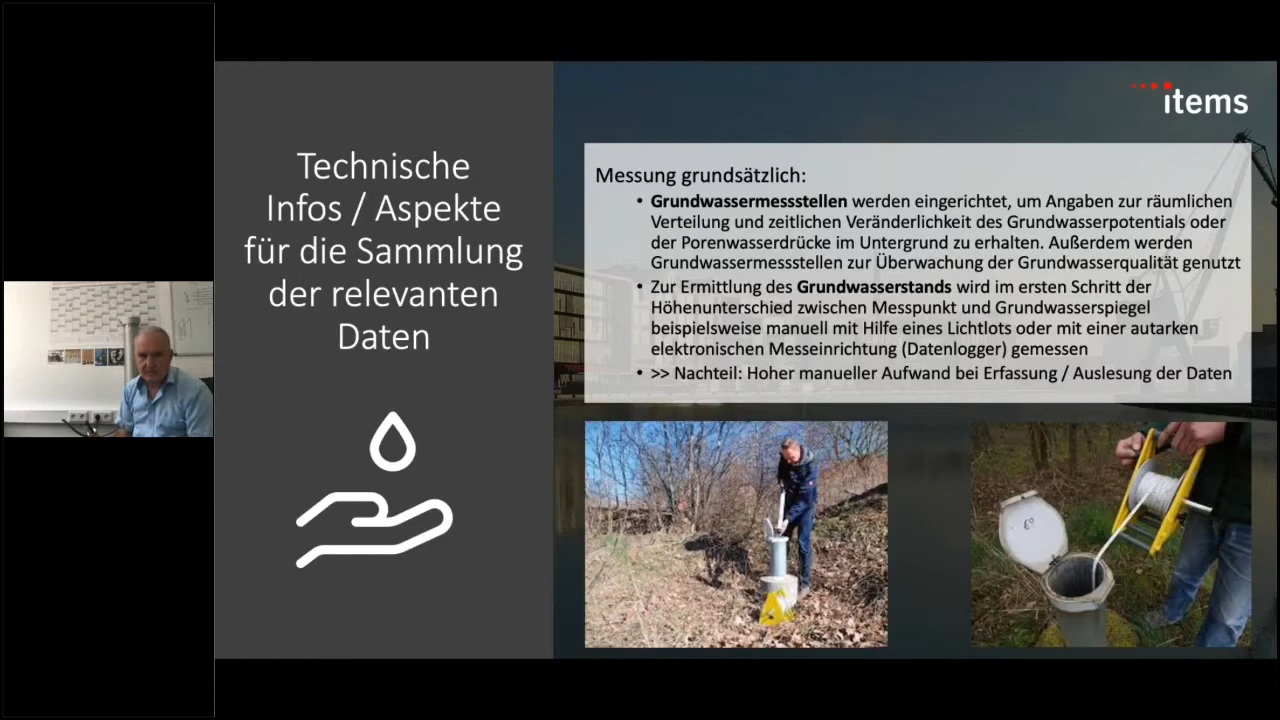 Technische
Infos / Aspekte
für die Sammlung
der relevanten
Daten
items
Messung grundsätzlich:
• Grundwassermessstellen werden eingerichtet, um Angaben zur räumlichen
Verteilung und zeitlichen Veränderlichkeit des Grundwasserpotentials oder
der Porenwasserdrücke im Untergrund zu erhalten. Außerdem werden
Grundwassermessstellen zur Überwachung der Grundwasserqualität genutzt
• Zur Ermittlung des Grundwasserstands wird im ersten Schritt der
Höhenunterschied zwischen Messpunkt und Grundwasserspiegel
beispielsweise manuell mit Hilfe eines Lichtlots oder mit einer autarken
elektronischen Messeinrichtung (Datenlogger) gemessen
• >> Nachteil: Hoher manueller Aufwand bei Erfassung / Auslesung der Daten